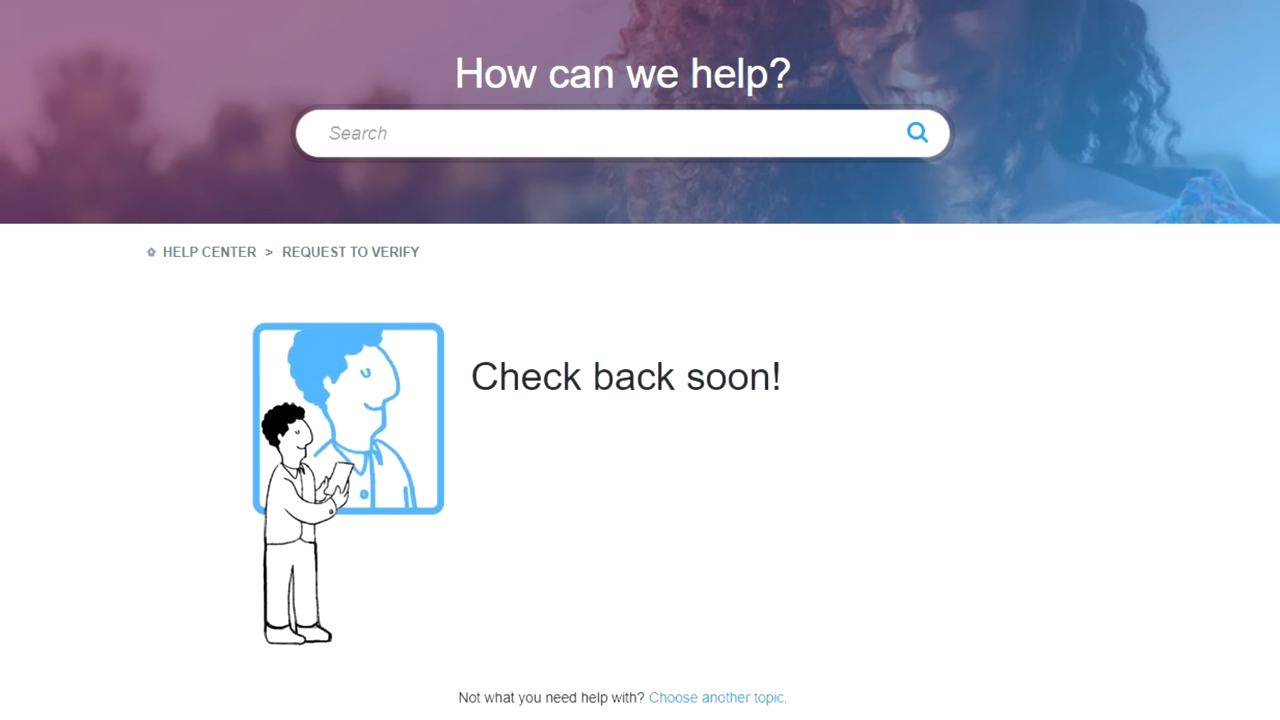 How can we help?
Search
HELP CENTER > REQUEST TO VERIFY
Check back soon!
Not what you need help with? Choose another topic.